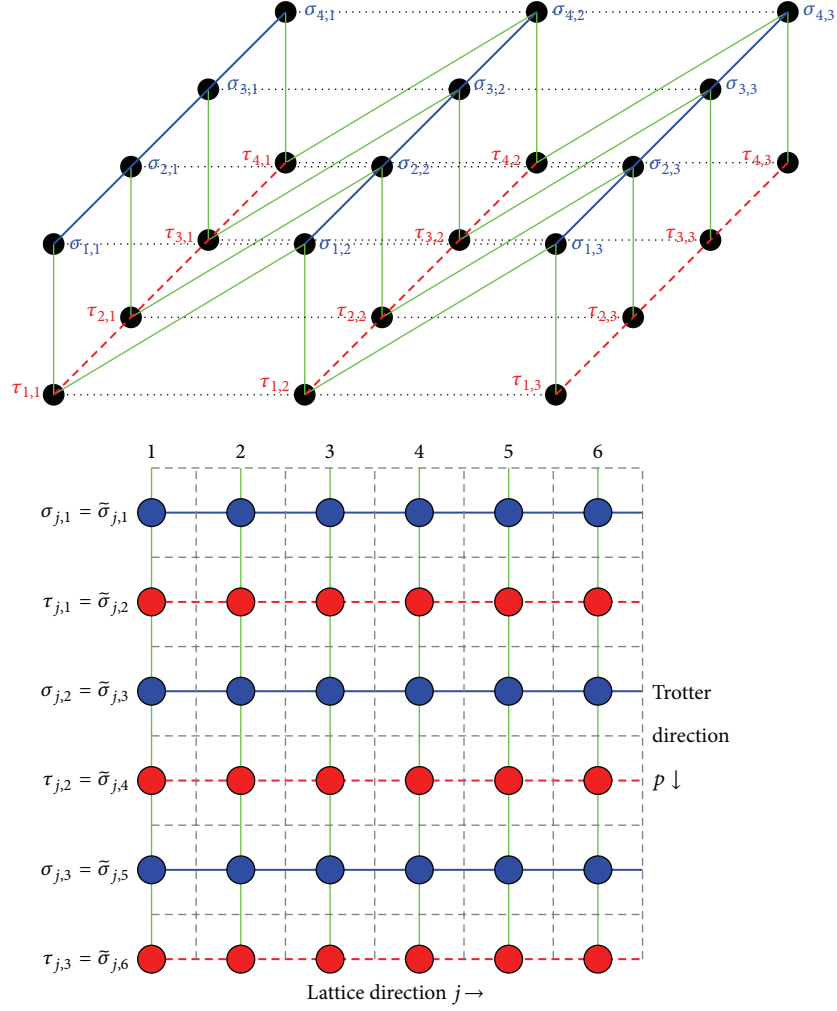 σ4;1 σ4,2 σ4,3
σ3;1 σ3,2 σ3,3
τ4,1 σ2,1 τ4,2 σ2,2 τ4,3 σ2,3
τ3,1 σ1,1 τ3,2 σ1,2 τ3,3 σ1,3
τ2,1 τ2,2 τ2,3
τ1,1 τ1,2 τ1,3
1 2 3 4 5 6
σj,1 = σ̃j,1
τj,1 = σ̃j,2
σj,2 = σ̃j,3 Trotter
direction
τj,2 = σ̃j,4 p ↓
σj,3 = σ̃j,5
τj,3 = σ̃j,6
Lattice direction j →